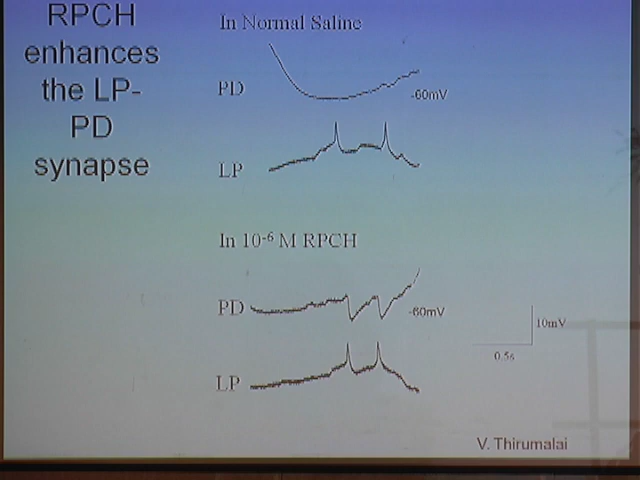 RPCH
enhances
the LP-
PD
synapse
In Normal Saline
PD
-60mV
LP
In 10⁻⁶ M RPCH
PD
-60mV
10mV
0.5s
LP
V. Thirumalai